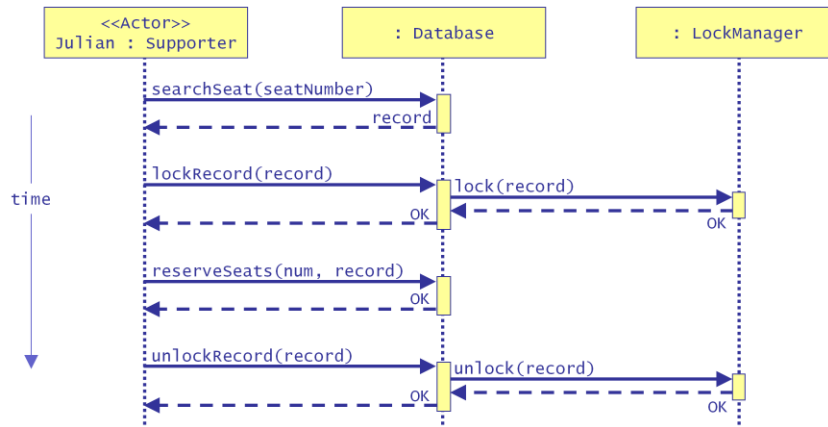 <<Actor>>
Julian : Supporter
: Database
: LockManager
searchSeat(seatNumber)
record
lockRecord(record)
lock(record)
time
OK
OK
reserveSeats(num, record)
OK
unlockRecord(record)
unlock(record)
OK
OK